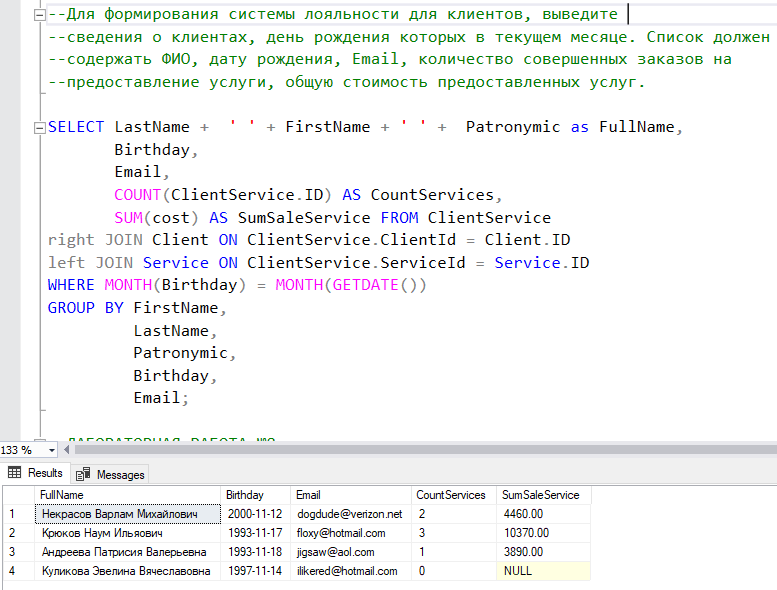 --Для формирования системы лояльности для клиентов, выведите
--сведения о клиентах, день рождения которых в текущем месяце. Список должен
--содержать ФИО, дату рождения, Email, количество совершенных заказов на
--предоставление услуги, общую стоимость предоставленных услуг.
SELECT LastName + ' ' + FirstName + ' ' + Patronymic as FullName,
Birthday,
Email,
COUNT(ClientService.ID) AS CountServices,
SUM(cost) AS SumSaleService FROM ClientService
right JOIN Client ON ClientService.ClientId = Client.ID
left JOIN Service ON ClientService.ServiceId = Service.ID
WHERE MONTH(Birthday) = MONTH(GETDATE())
GROUP BY FirstName,
LastName,
Patronymic,
Birthday,
Email;
133 %
Results Messages
FullName Birthday Email CountServices SumSaleService
1 Некрасов Варлам Михайлович 2000-11-12 dogdude@verizon.net 2 4460.00
2 Крюков Наум Ильяович 1993-11-17 floxy@hotmail.com 3 10370.00
3 Андреева Патрисия Валерьевна 1993-11-18 jigsaw@aol.com 1 3890.00
4 Куликова Эвелина Вячеславовна 1997-11-14 ilikered@hotmail.com 0 NULL